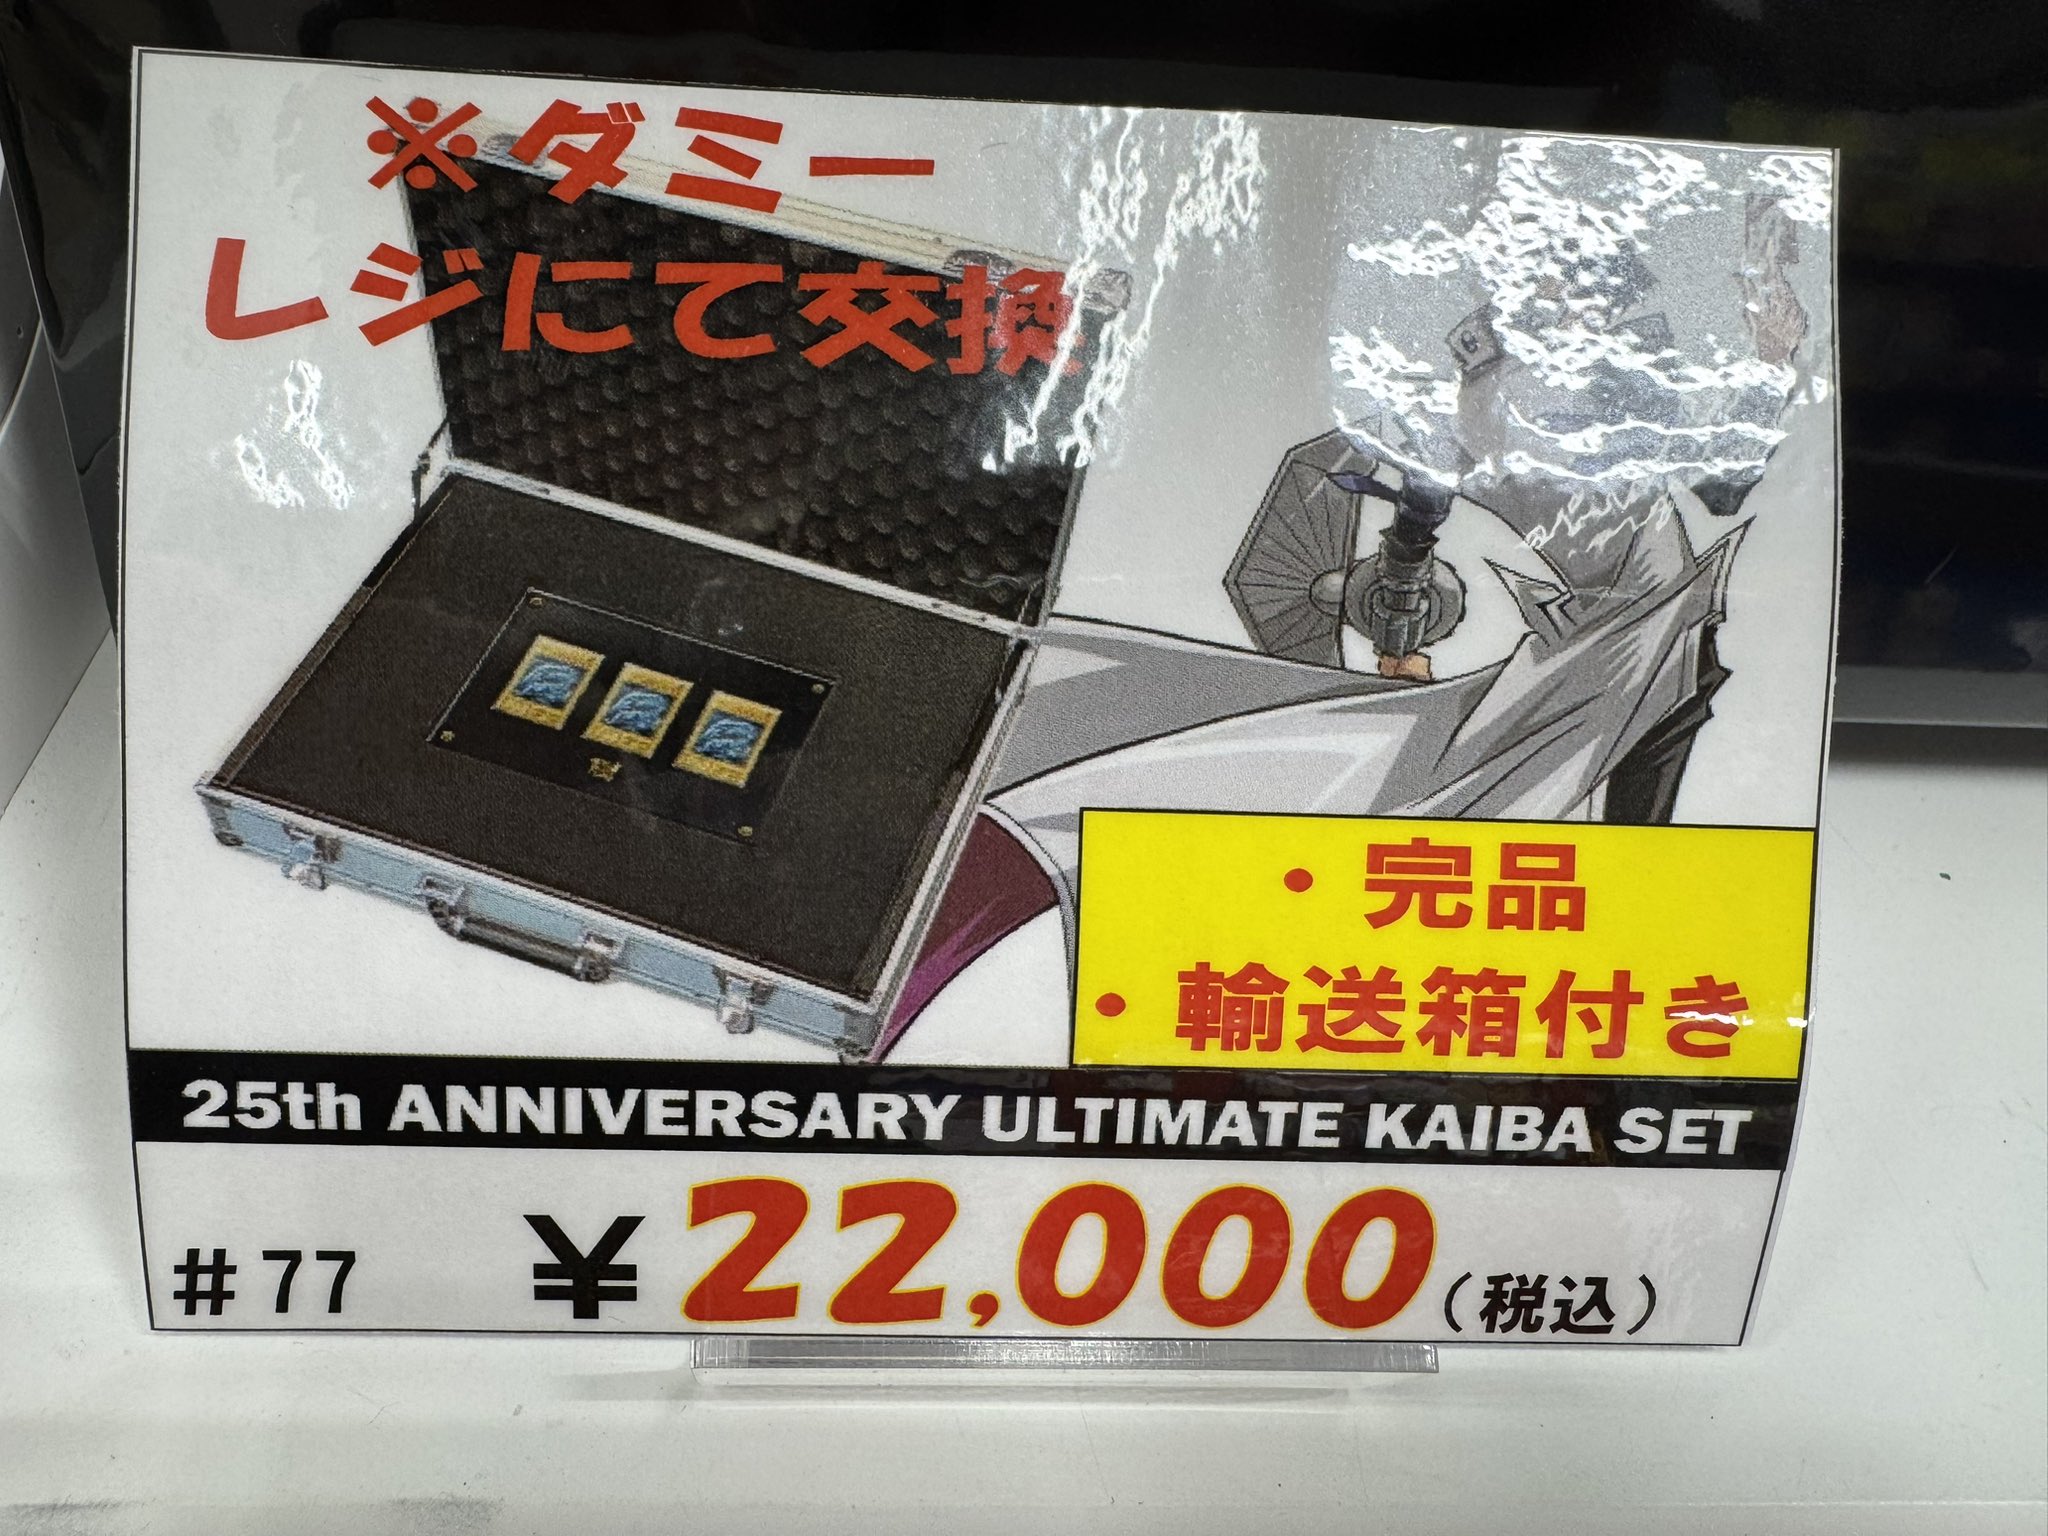 ※ダミー
レジにて交換
・完品
・輸送箱付き
25th ANNIVERSARY ULTIMATE KAIBA SET
#77 ¥22,000(税込)